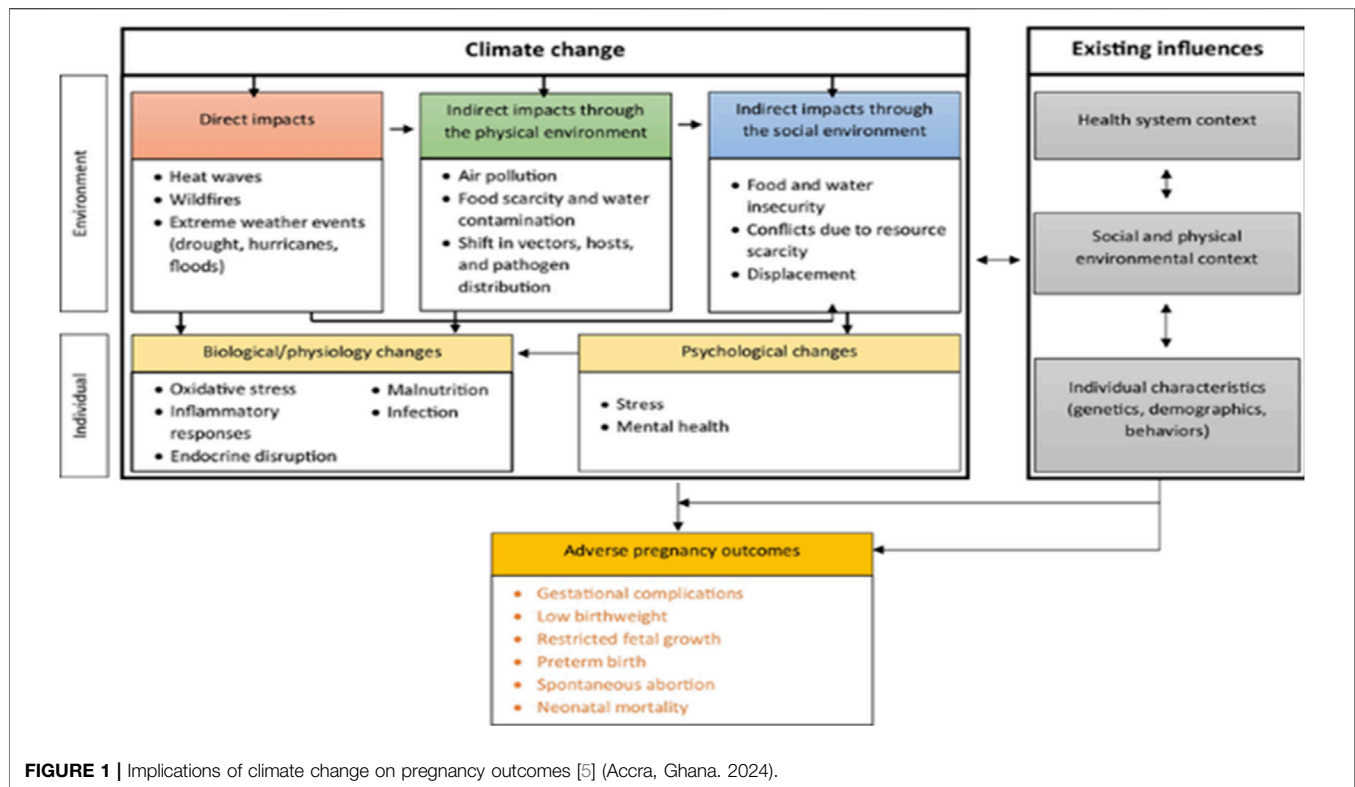 Climate change
Existing influences
Environment
Direct impacts
• Heat waves
• Wildfires
• Extreme weather events
(drought, hurricanes,
floods)
Indirect impacts through
the physical environment
• Air pollution
• Food scarcity and water
contamination
• Shift in vectors, hosts,
and pathogen
distribution
Indirect impacts through
the social environment
• Food and water
insecurity
• Conflicts due to resource
scarcity
• Displacement
Health system context
Social and physical
environmental context
Individual characteristics
(genetics, demographics,
behaviors)
Individual
Biological/physiology changes
• Oxidative stress
• Inflammatory
responses
• Endocrine disruption
• Malnutrition
• Infection
Psychological changes
• Stress
• Mental health
Adverse pregnancy outcomes
• Gestational complications
• Low birthweight
• Restricted fetal growth
• Preterm birth
• Spontaneous abortion
• Neonatal mortality
FIGURE 1 | Implications of climate change on pregnancy outcomes [5] (Accra, Ghana. 2024).